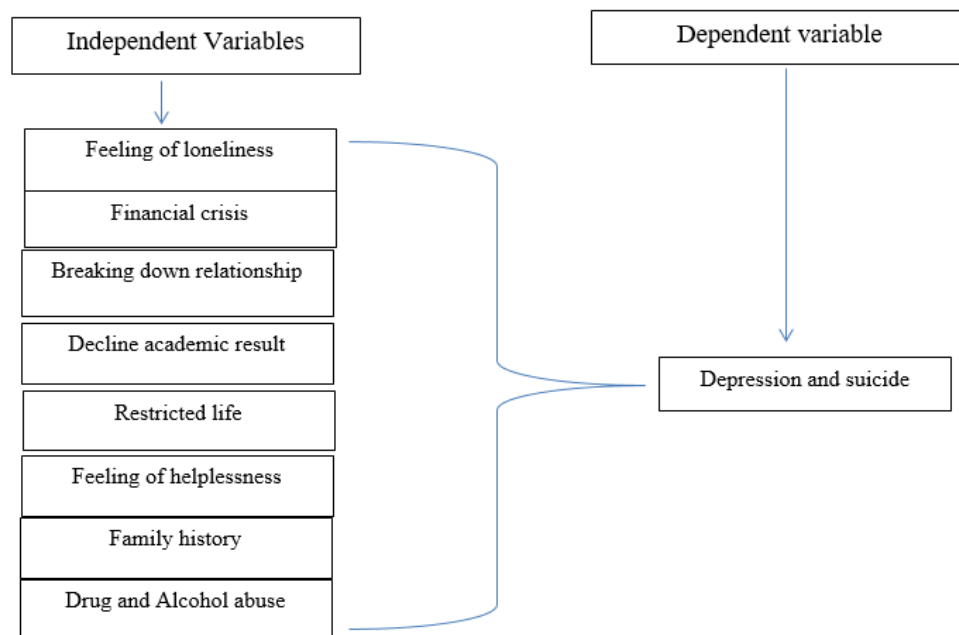 Independent Variables
Dependent variable
Feeling of loneliness
Financial crisis
Breaking down relationship
Decline academic result
Restricted life
Feeling of helplessness
Family history
Drug and Alcohol abuse
Depression and suicide